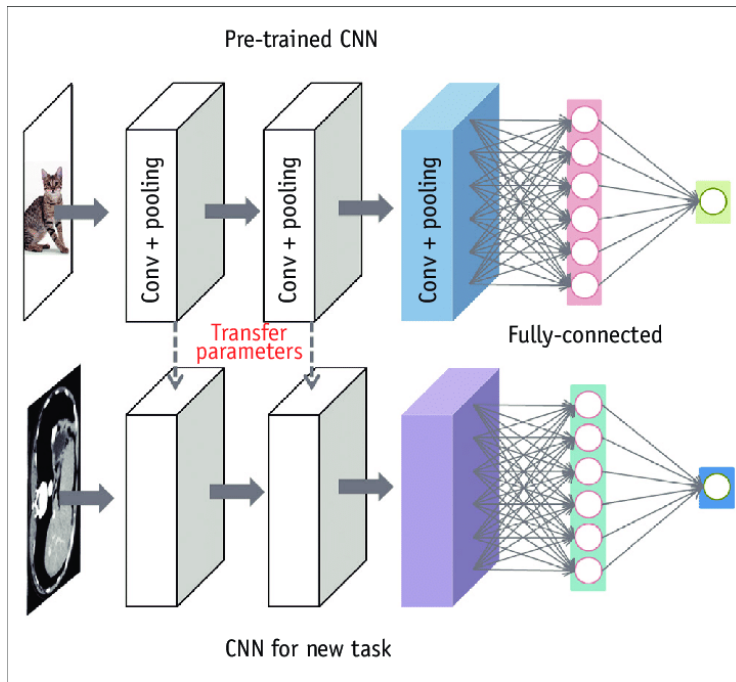 Pre-trained CNN
Conv + pooling
Conv + pooling
Conv + pooling
Transfer
parameters
Fully-connected
CNN for new task